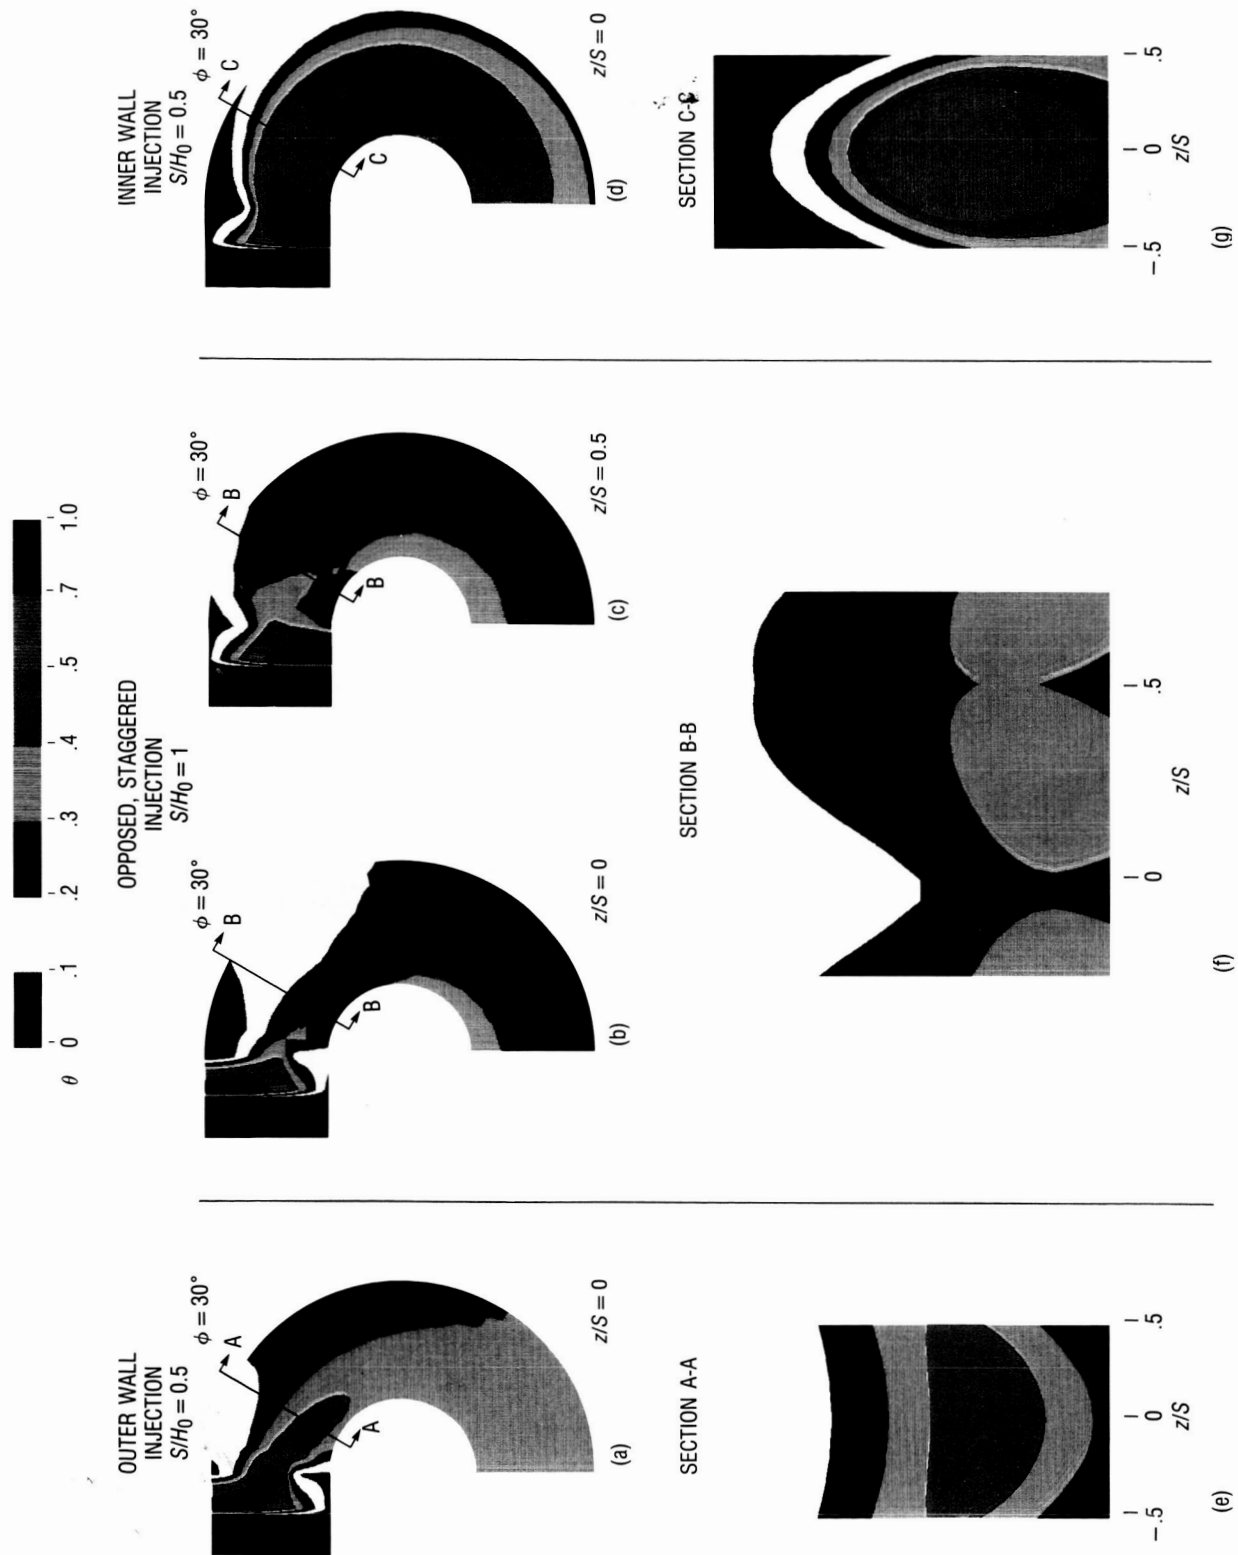 θ
0 .1 .2 .3 .4 .5 .7 1.0
OUTER WALL
INJECTION
S/H₀ = 0.5
ϕ = 30°
A
A
z/S = 0
(a)
OPPOSED, STAGGERED
INJECTION
S/H₀ = 1
ϕ = 30°
B
B
z/S = 0
(b)
ϕ = 30°
B
B
z/S = 0.5
(c)
INNER WALL
INJECTION
S/H₀ = 0.5
ϕ = 30°
C
C
z/S = 0
(d)
SECTION A-A
−.5 0 .5
z/S
(e)
SECTION B-B
0 .5
z/S
(f)
SECTION C-C
−.5 0 .5
z/S
(g)